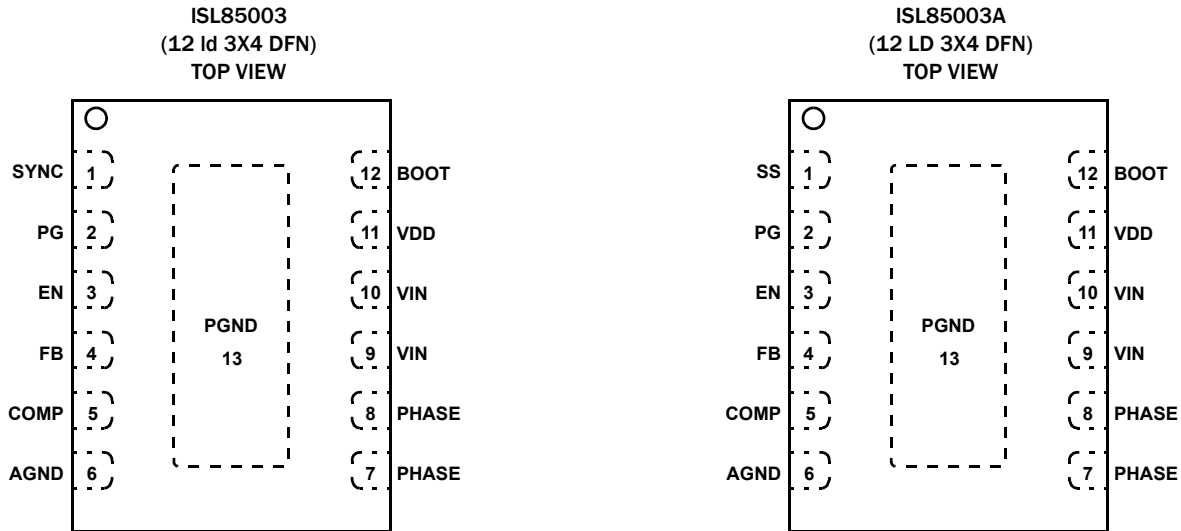 ISL85003
(12 ld 3X4 DFN)
TOP VIEW
SYNC 1
12 BOOT
PG 2
11 VDD
EN 3
10 VIN
PGND
13
FB 4
9 VIN
COMP 5
8 PHASE
AGND 6
7 PHASE
ISL85003A
(12 LD 3X4 DFN)
TOP VIEW
SS 1
12 BOOT
PG 2
11 VDD
EN 3
10 VIN
PGND
13
FB 4
9 VIN
COMP 5
8 PHASE
AGND 6
7 PHASE